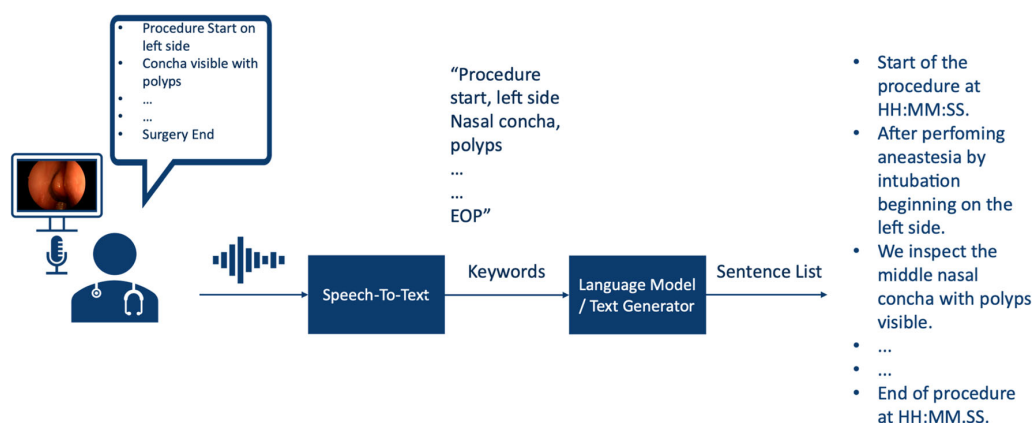 • Procedure Start on
left side
• Concha visible with
polyps
• ...
• ...
• Surgery End
“Procedure
start, left side
Nasal concha,
polyps
...
...
EOP”
Speech-To-Text
Keywords
Language Model
/ Text Generator
Sentence List
• Start of the
procedure at
HH:MM:SS.
• After perfoming
aneastesia by
intubation
beginning on the
left side.
• We inspect the
middle nasal
concha with polyps
visible.
• ...
• ...
• End of procedure
at HH:MM.SS.